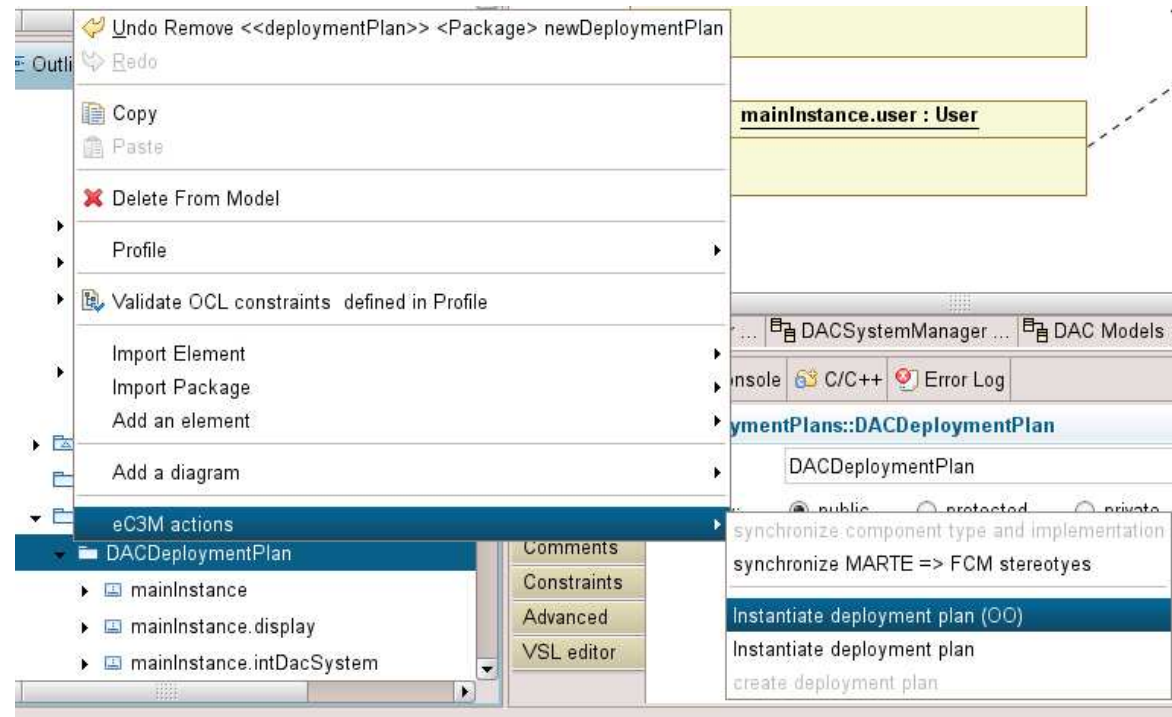 Undo Remove <<deploymentPlan>> <Package> newDeploymentPlan
Redo
Outli
Copy
Paste
Delete From Model
Profile
Validate OCL constraints defined in Profile
Import Element
Import Package
Add an element
Add a diagram
eC3M actions
DACDeploymentPlan
mainInstance
mainInstance.display
mainInstance.intDacSystem
mainInstance.user : User
... DACSystemManager ... DAC Models
nsole C/C++ Error Log
ymentPlans::DACDeploymentPlan
DACDeploymentPlan
public protected private
Comments
Constraints
Advanced
VSL editor
synchronize component type and implementation
synchronize MARTE => FCM stereotyes
Instantiate deployment plan (OO)
Instantiate deployment plan
create deployment plan